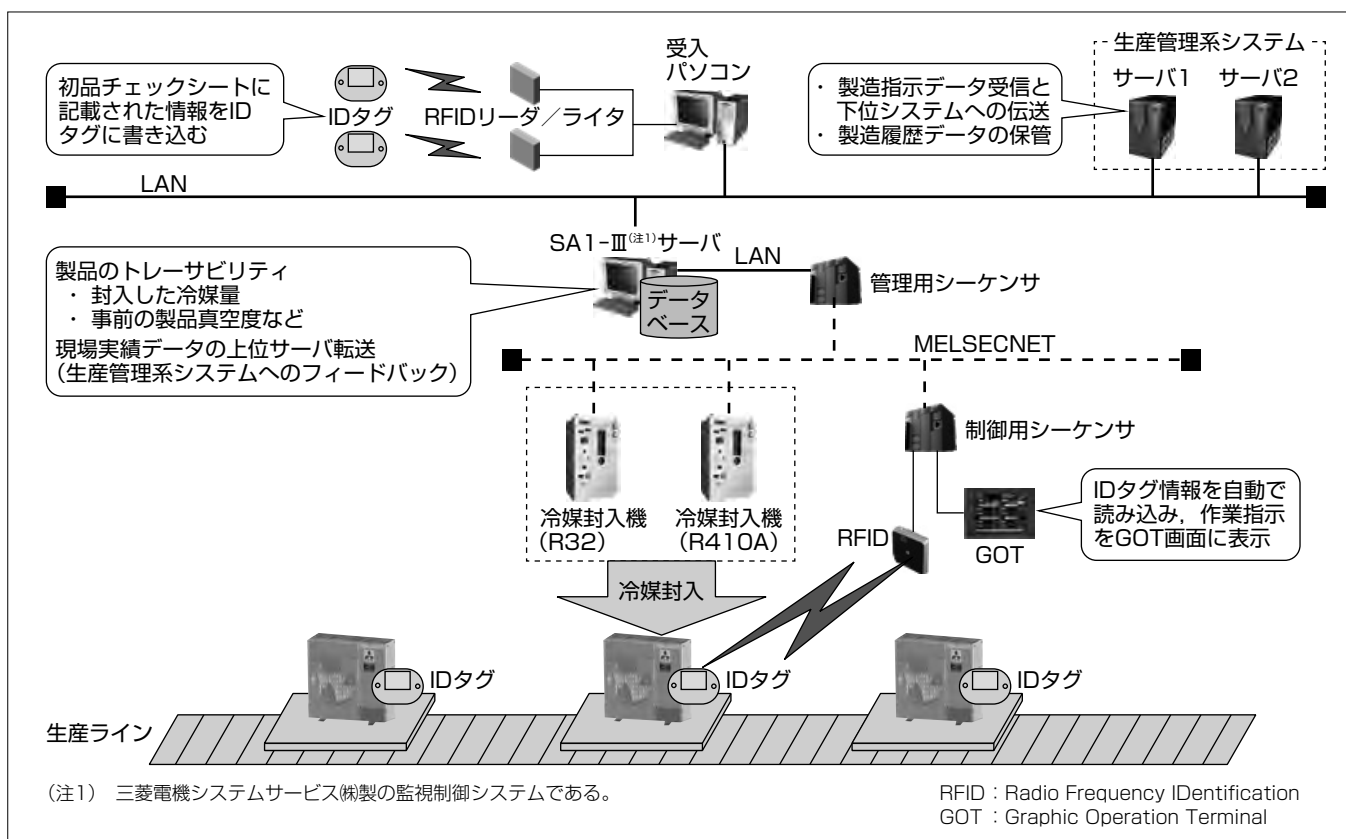 初品チェックシートに
記載された情報をID
タグに書き込む
IDタグ
RFIDリーダ／ライタ
受入
パソコン
・ 製造指示データ受信と
下位システムへの伝送
・ 製造履歴データの保管
生産管理系システム
サーバ1
サーバ2
LAN
SA1-Ⅲ(注1)サーバ
LAN
データ
ベース
管理用シーケンサ
製品のトレーサビリティ
・ 封入した冷媒量
・ 事前の製品真空度など
現場実績データの上位サーバ転送
（生産管理系システムへのフィードバック）
MELSECNET
冷媒封入機
（R32）
冷媒封入機
（R410A）
制御用シーケンサ
RFID
GOT
IDタグ情報を自動で
読み込み，作業指示
をGOT画面に表示
冷媒封入
IDタグ
IDタグ
IDタグ
生産ライン
（注1） 三菱電機システムサービス㈱製の監視制御システムである。
RFID：Radio Frequency IDentification
GOT：Graphic Operation Terminal